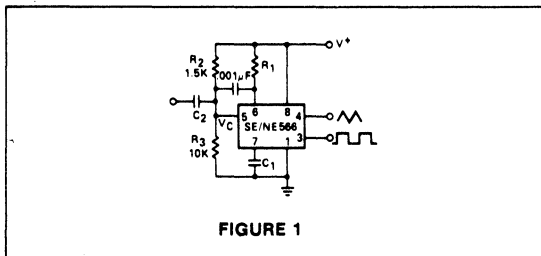 V+
R2
1.5K
.001µF
R1
6
8
C2
VC
5
SE/NE566
4
3
R3
10K
7
1
C1
FIGURE 1